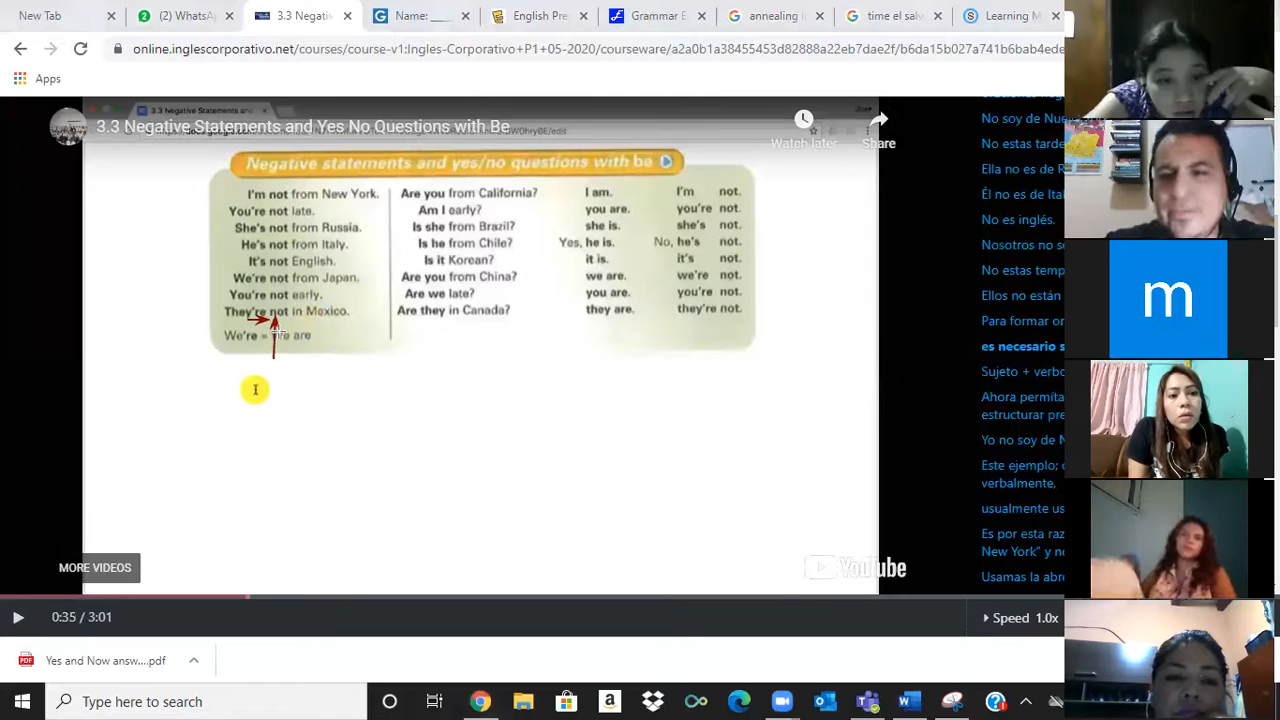 New Tab
(2) WhatsA
3.3 Negativ
Name: ____
English Prep
Grammar E
annealing in
time el salv
Learning M
online.inglescorporativo.net/courses/course-v1:Ingles-Corporativo+P1+05-2020/courseware/a2a0b1a38455453d82888a22eb7dae2f/b6da15b027a741b6bab4ede
Apps
3.3 Negative Statements and Yes No Questions with Be
Watch later
Share
Negative statements and yes/no questions with be
I'm not from New York. Are you from California? I am. I'm not.
You're not late. Am I early? you are. you're not.
She's not from Russia. Is she from Brazil? she is. she's not.
He's not from Italy. Is he from Chile? Yes, he is. No, he's not.
It's not English. Is it Korean? it is. it's not.
We're not from Japan. Are you from China? we are. we're not.
You're not early. Are we late? you are. you're not.
They're not in Mexico. Are they in Canada? they are. they're not.
We're = are
No soy de Nue
No estas tarde
Ella no es de R
Él no es de Ital
No es inglés.
Nosotros no s
No estas temp
Ellos no están
Para formar or
es necesario s
Sujeto + verbo
Ahora permíta
estructurar pre
Yo no soy de N
Este ejemplo; c
verbalmente,
usualmente us
Es por esta raz
New York" y no
Usamos la abre
m
MORE VIDEOS
YouTube
0:35 / 3:01
Speed 1.0x
Yes and Now answ....pdf
Type here to search